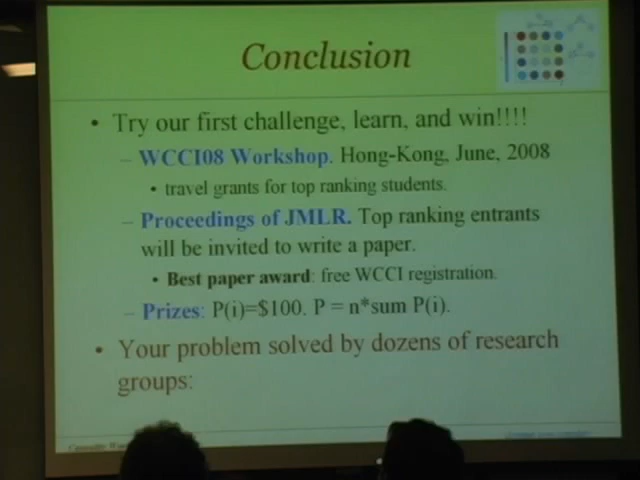 Conclusion
• Try our first challenge, learn, and win!!!!
– WCCI08 Workshop. Hong-Kong, June, 2008
• travel grants for top ranking students.
– Proceedings of JMLR. Top ranking entrants
will be invited to write a paper.
• Best paper award: free WCCI registration.
– Prizes: P(i)=$100. P = n*sum P(i).
• Your problem solved by dozens of research
groups: